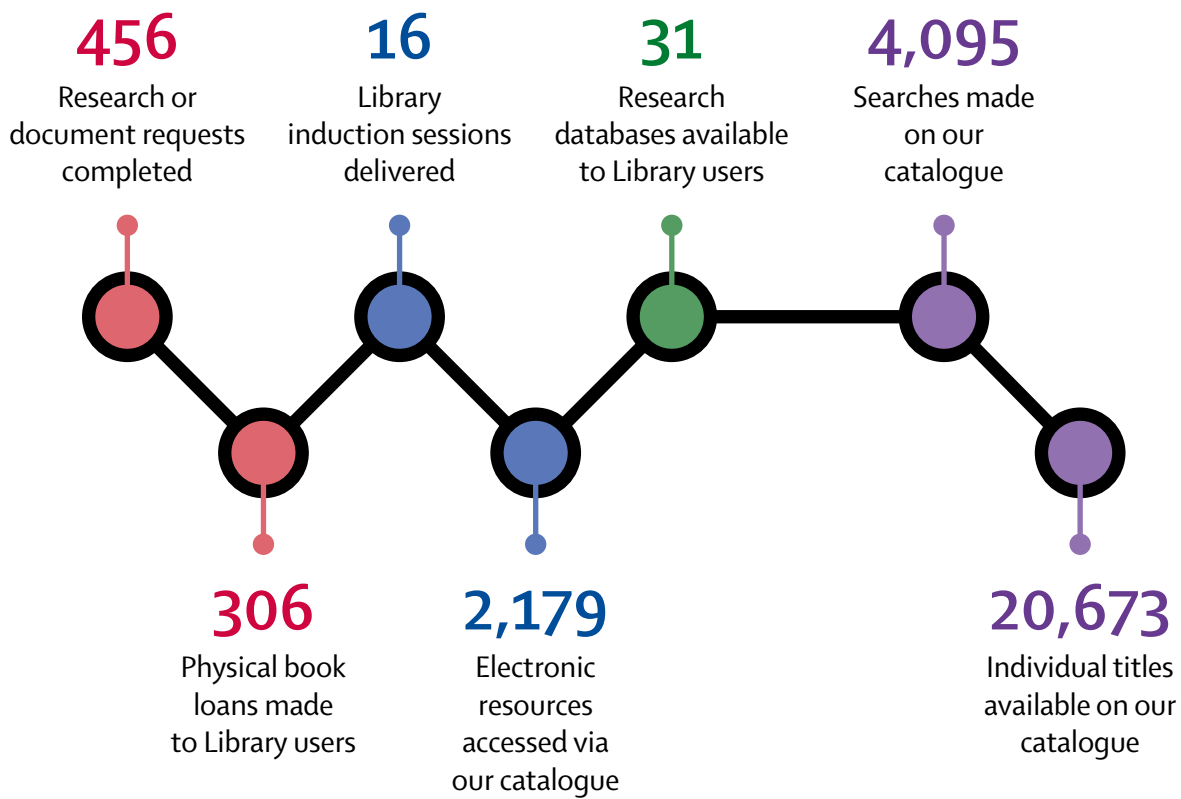 456
Research or
document requests
completed
16
Library
induction sessions
delivered
31
Research
databases available
to Library users
4,095
Searches made
on our
catalogue
306
Physical book
loans made
to Library users
2,179
Electronic
resources
accessed via
our catalogue
20,673
Individual titles
available on our
catalogue